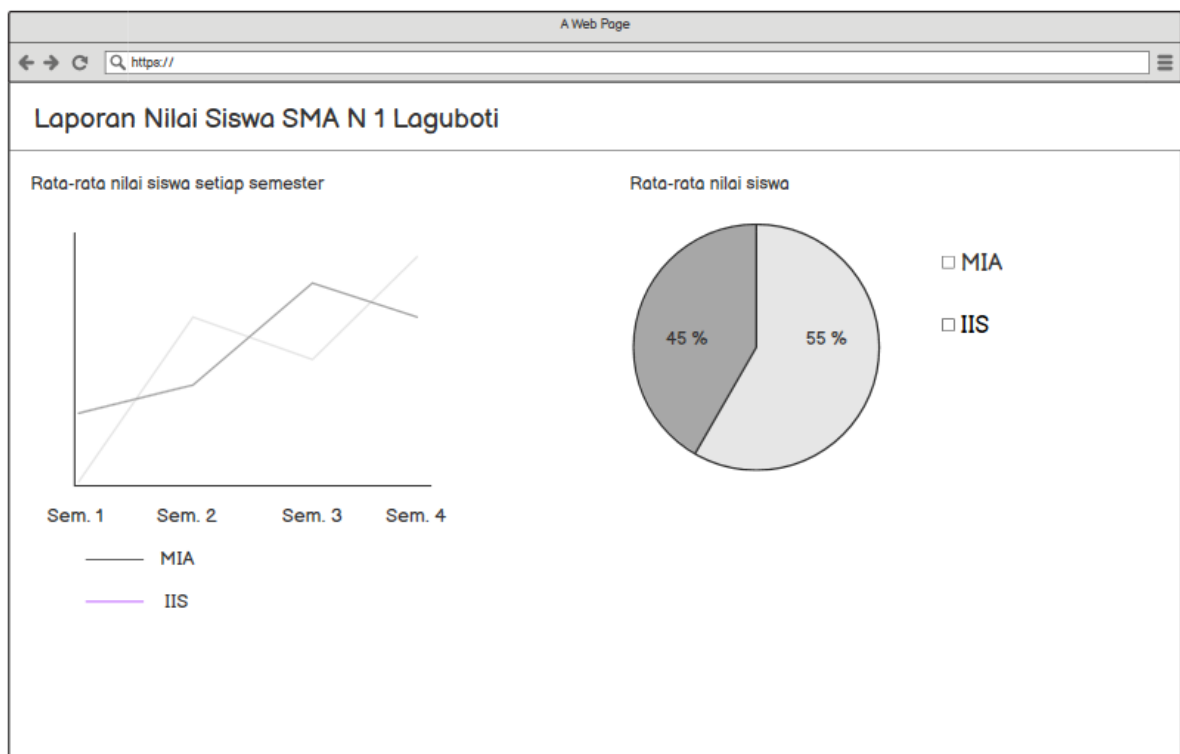 A Web Page
https://
Laporan Nilai Siswa SMA N 1 Laguboti
Rata-rata nilai siswa setiap semester
Sem. 1 Sem. 2 Sem. 3 Sem. 4
MIA
IIS
Rata-rata nilai siswa
45 % 55 %
MIA
IIS